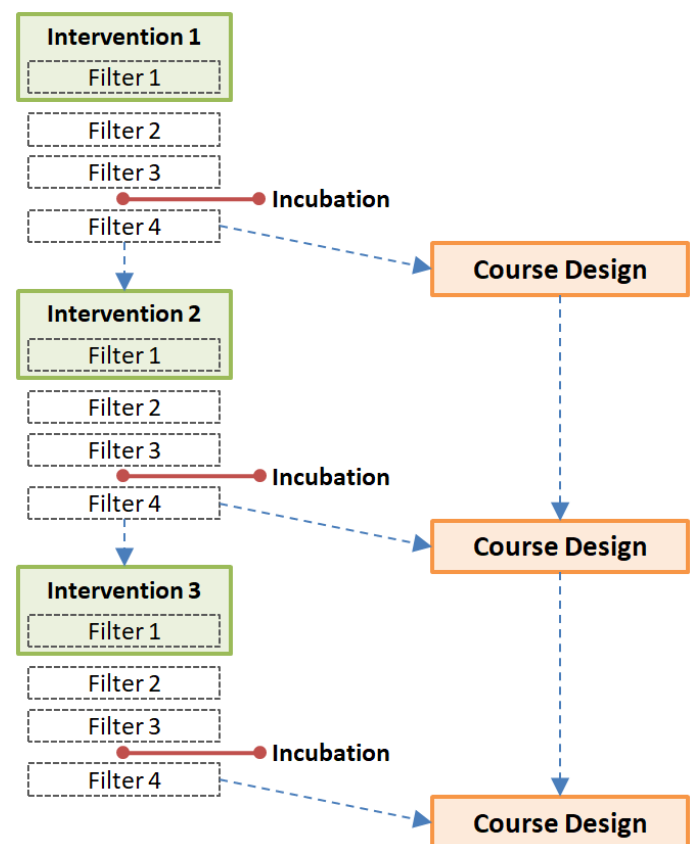 Intervention 1
Filter 1
Filter 2
Filter 3
Incubation
Filter 4
Course Design
Intervention 2
Filter 1
Filter 2
Filter 3
Incubation
Filter 4
Course Design
Intervention 3
Filter 1
Filter 2
Filter 3
Incubation
Filter 4
Course Design